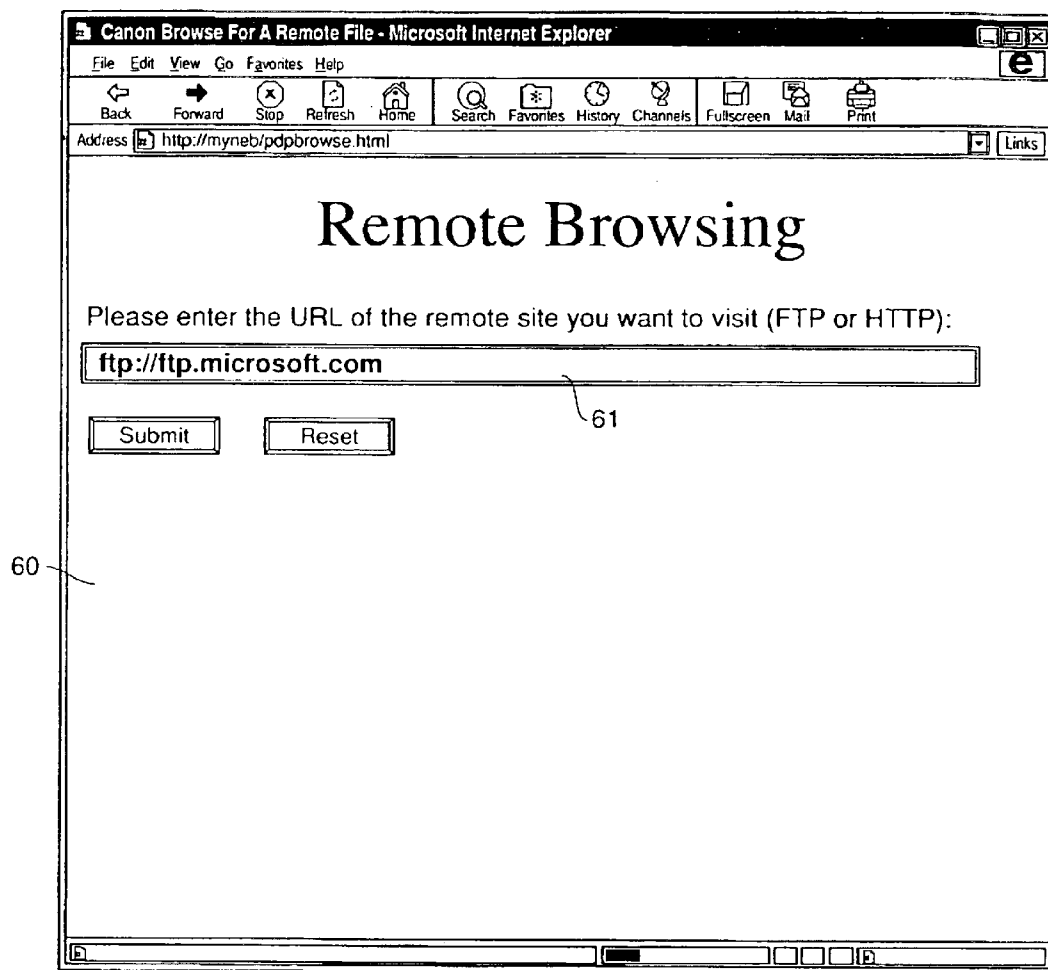 Canon Browse For A Remote File - Microsoft Internet Explorer
File Edit View Go Favorites Help
e
Back Forward Stop Refresh Home Search Favorites History Channels Fullscreen Mail Print
Address http://myneb/pdpbrowse.html Links
Remote Browsing
Please enter the URL of the remote site you want to visit (FTP or HTTP):
ftp://ftp.microsoft.com
61
Submit Reset
60